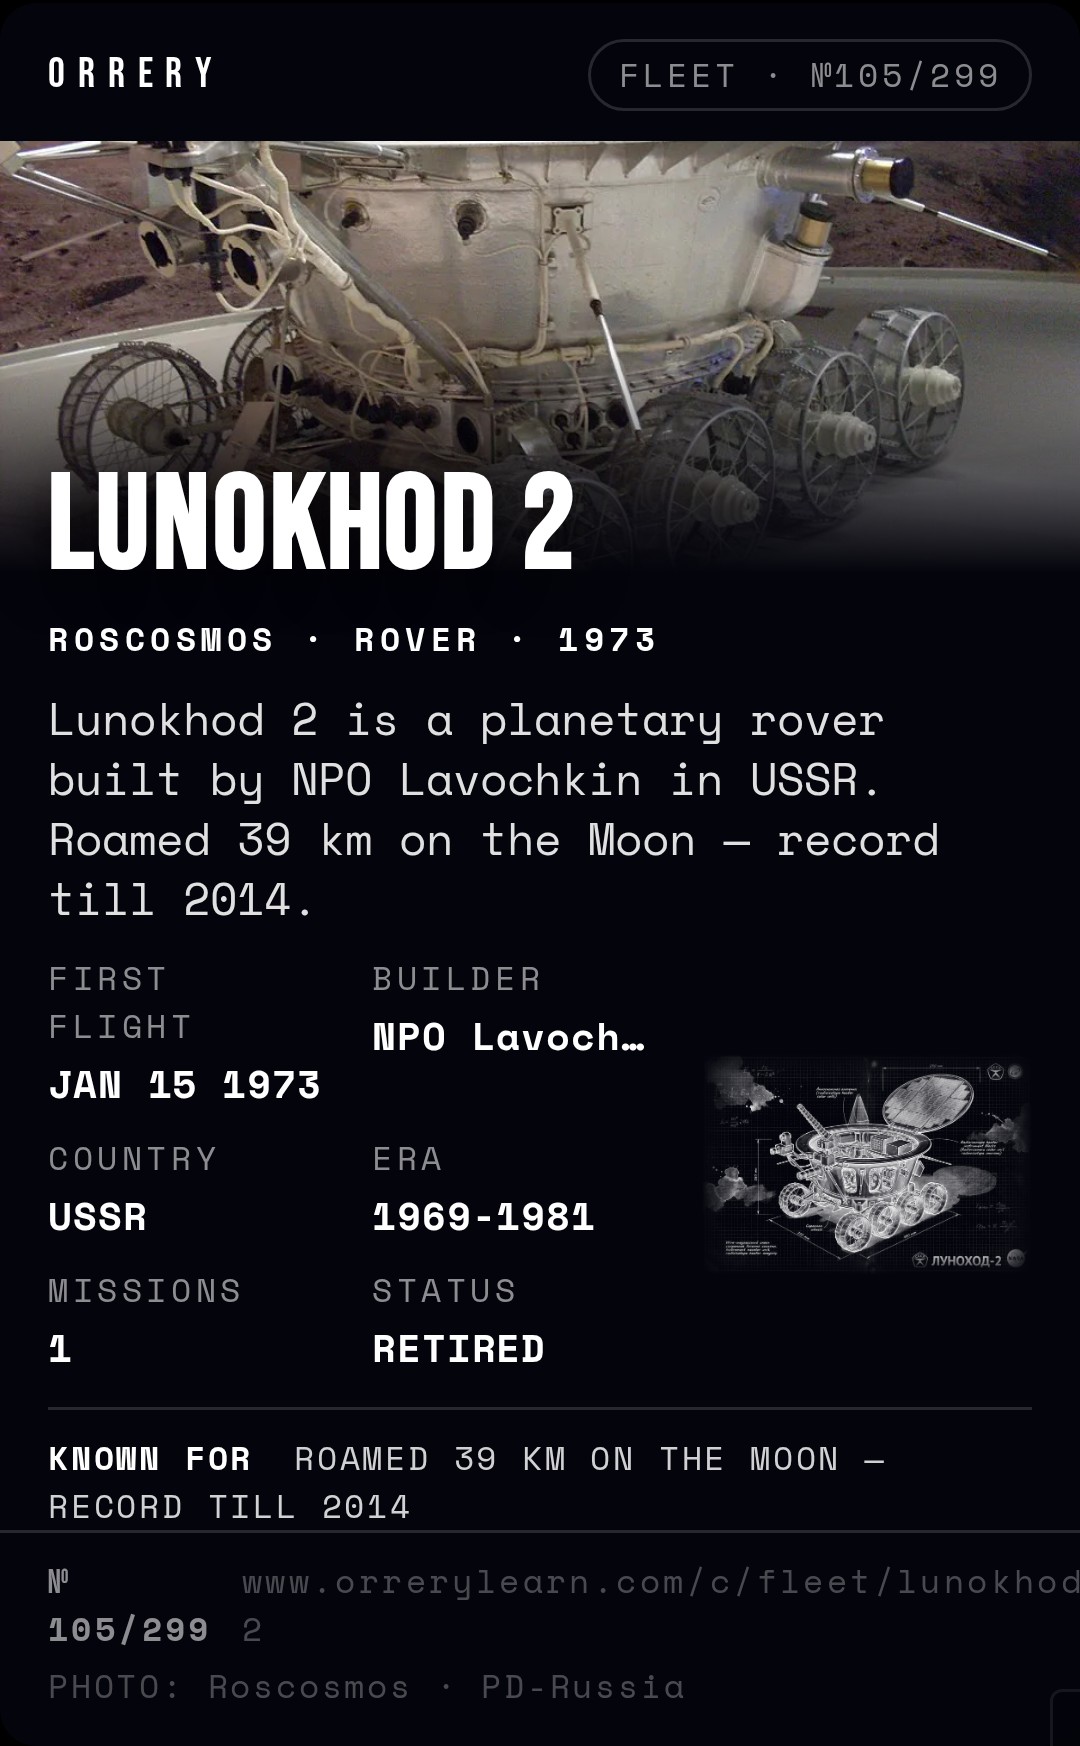 ORRERY
FLEET · №105/299
LUNOKHOD 2
ROSCOSMOS · ROVER · 1973
Lunokhod 2 is a planetary rover
built by NPO Lavochkin in USSR.
Roamed 39 km on the Moon — record
till 2014.
FIRST
FLIGHT
JAN 15 1973
BUILDER
NPO Lavoch…
COUNTRY
USSR
ERA
1969-1981
MISSIONS
1
STATUS
RETIRED
ЛУНОХОД-2
KNOWN FOR ROAMED 39 KM ON THE MOON —
RECORD TILL 2014
№
105/299
www.orrerylearn.com/c/fleet/lunokhod
2
PHOTO: Roscosmos · PD-Russia